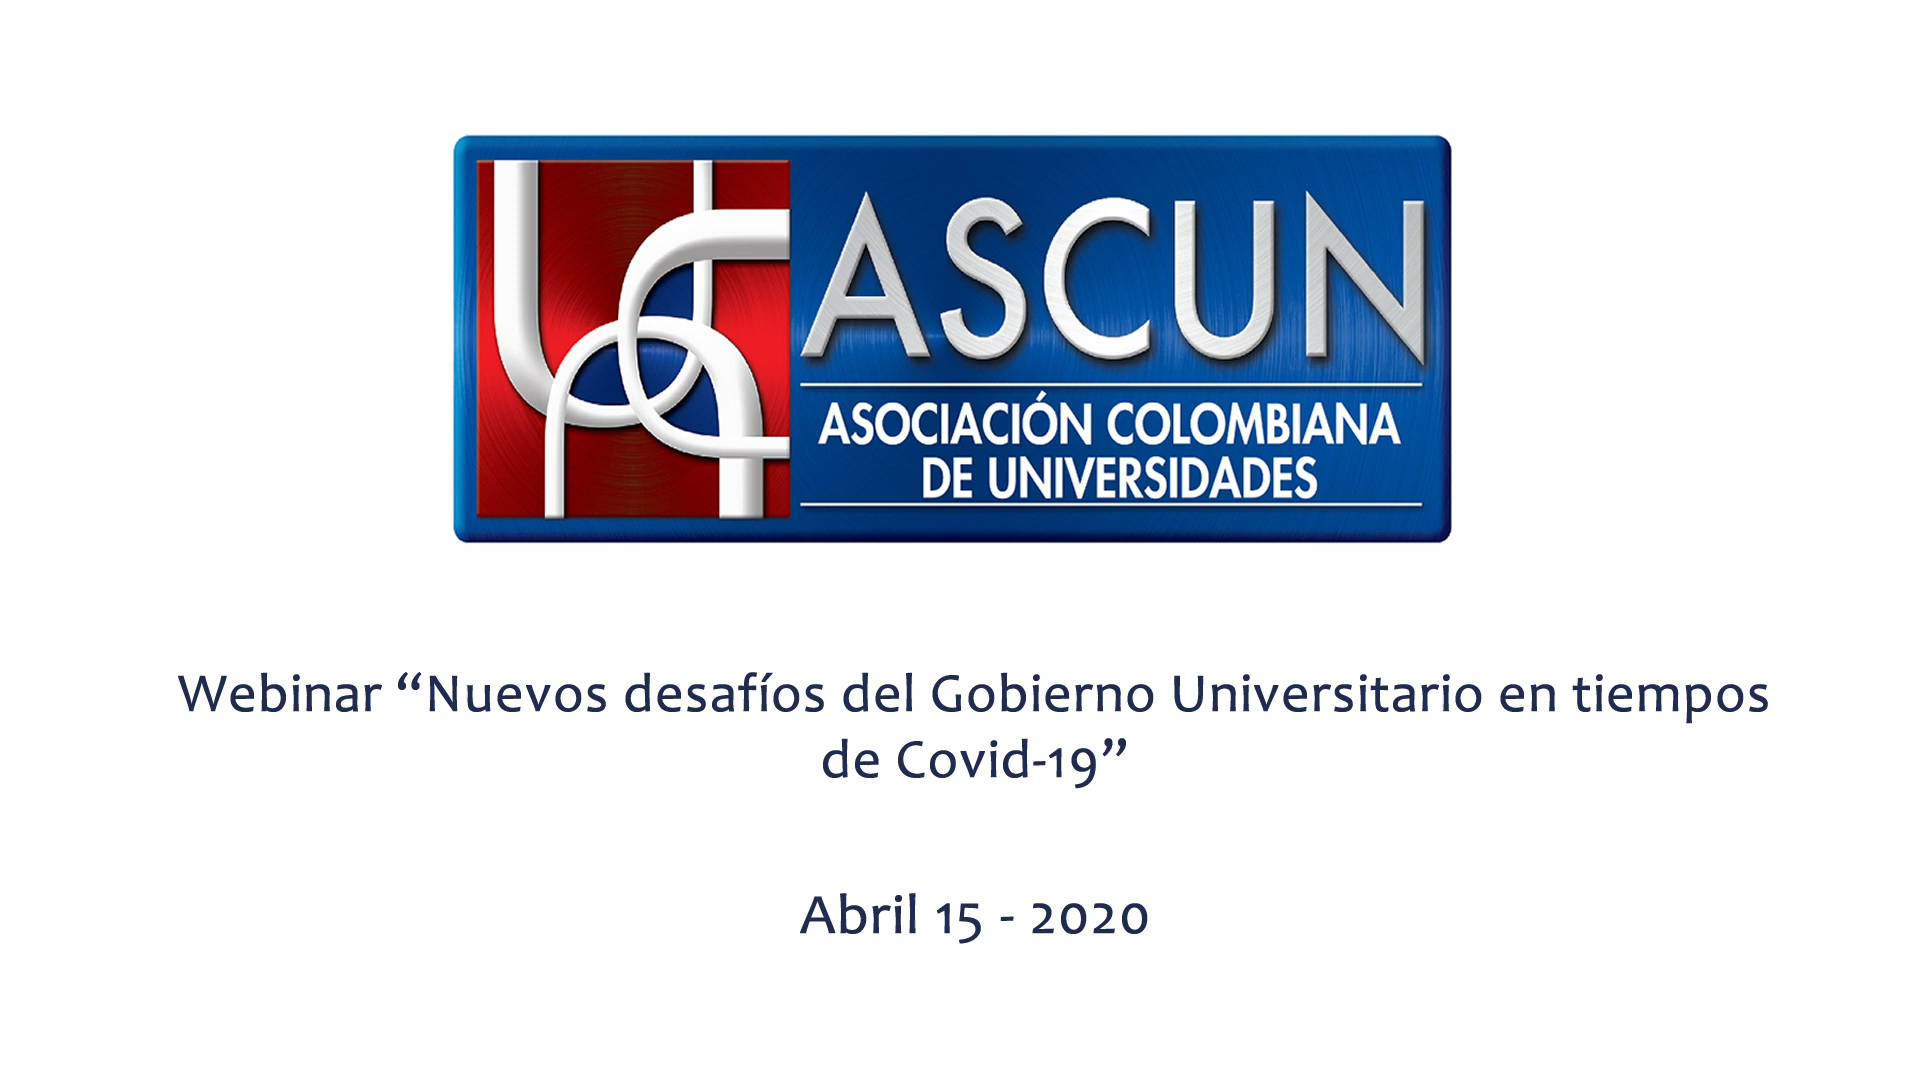 ASCUN
ASOCIACIÓN COLOMBIANA
DE UNIVERSIDADES
Webinar “Nuevos desafíos del Gobierno Universitario en tiempos
de Covid-19”
Abril 15 - 2020